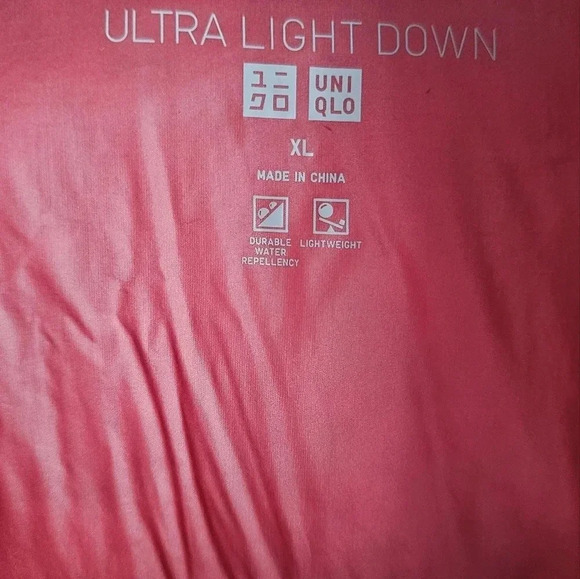 ULTRA LIGHT DOWN
ユニ UNI
クロ QLO
XL
MADE IN CHINA
DURABLE LIGHTWEIGHT
WATER
REPELLENCY